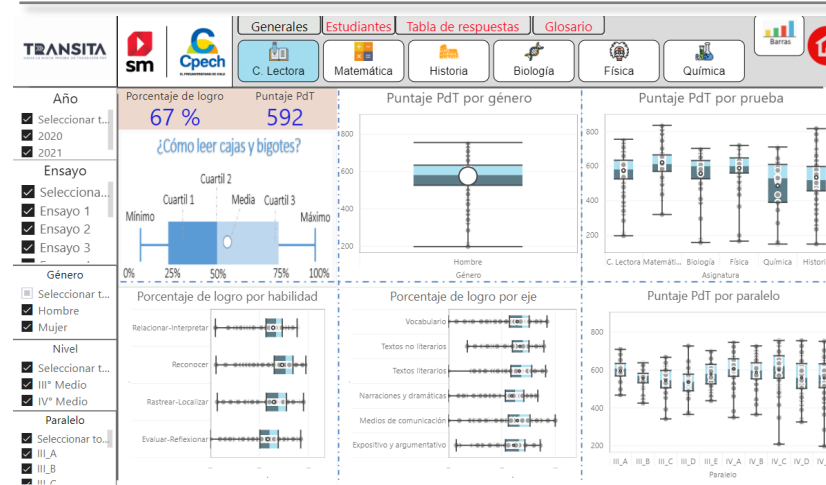 Generales Estudiantes Tabla de respuestas Glosario
TRANSITA
sm
Cpech
C. Lectora Matemática Historia Biología Física Química
Barras
Año
Seleccionar t...
2020
2021
Ensayo
Selecciona...
Ensayo 1
Ensayo 2
Ensayo 3
Género
Seleccionar t...
Hombre
Mujer
Nivel
Seleccionar t...
III° Medio
IV° Medio
Paralelo
Seleccionar to...
III_A
III_B
III_C
Porcentaje de logro Puntaje PdT
67 % 592
¿Cómo leer cajas y bigotes?
Cuartil 2
Cuartil 1 Media Cuartil 3
Mínimo Máximo
0% 25% 50% 75% 100%
Puntaje PdT por género
800
600
400
200
Hombre
Género
Puntaje PdT por prueba
800
600
400
200
C. Lectora Matemáti... Biología Física Química Histori
Asignatura
Porcentaje de logro por habilidad
Relacionar-Interpretar
Reconocer
Rastrear-Localizar
Evaluar-Reflexionar
Porcentaje de logro por eje
Vocabulario
Textos no literarios
Textos literarios
Narraciones y dramáticas
Medios de comunicación
Expositivo y argumentativo
Puntaje PdT por paralelo
800
600
400
200
III_A III_B III_C III_D III_E IV_A IV_B IV_C IV_D IV_
Paralelo